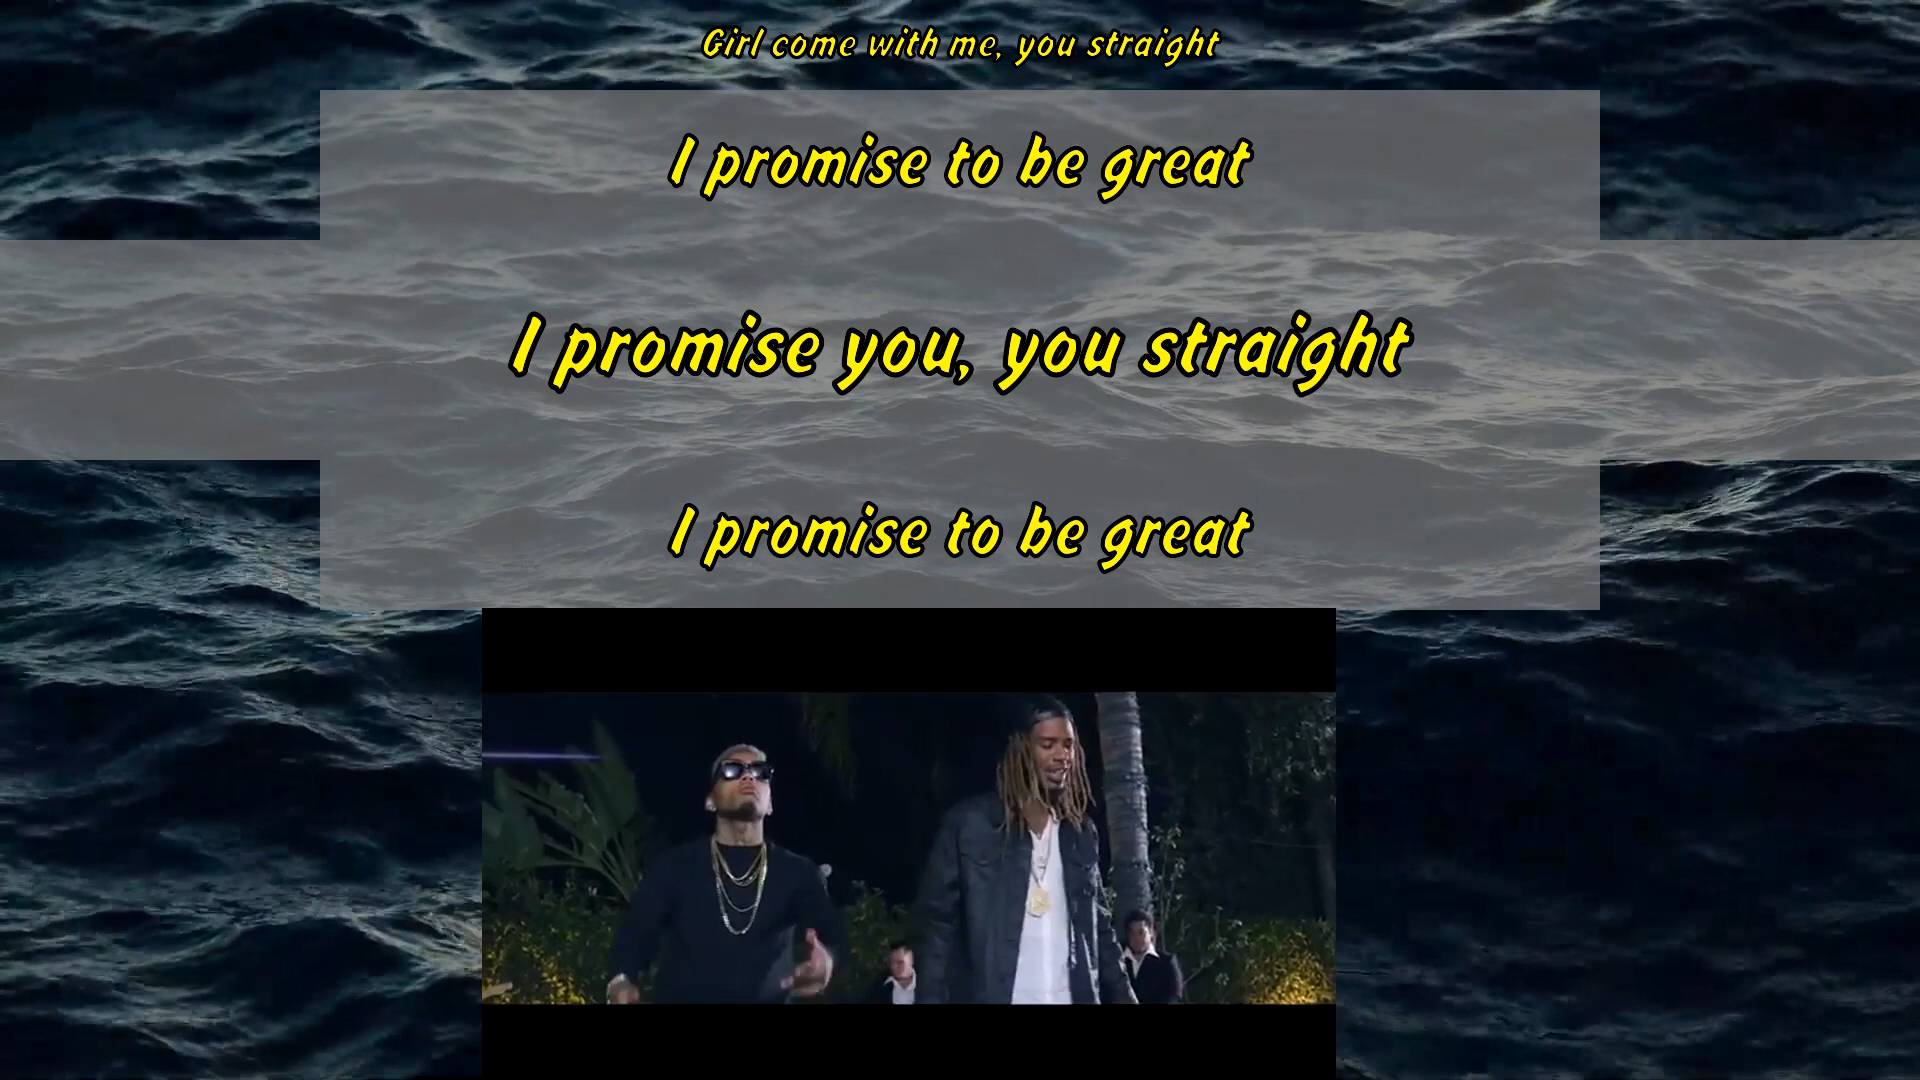 Girl come with me, you straight
I promise to be great
I promise you, you straight
I promise to be great